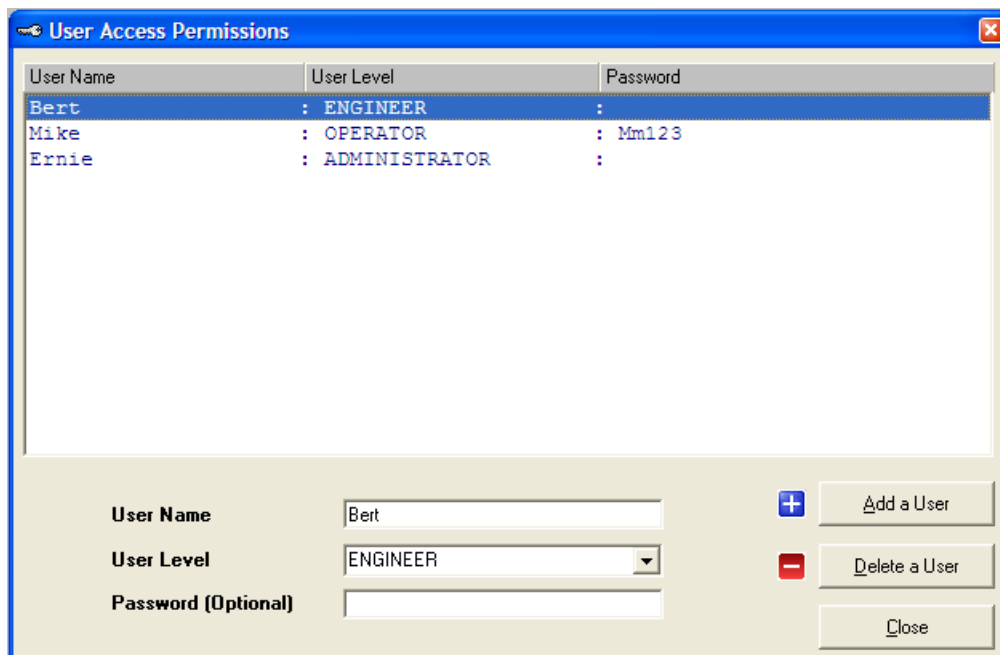 User Access Permissions
User Name User Level Password
Bert : ENGINEER :
Mike : OPERATOR : Mm123
Ernie : ADMINISTRATOR :
User Name Bert Add a User
User Level ENGINEER Delete a User
Password (Optional)
Close